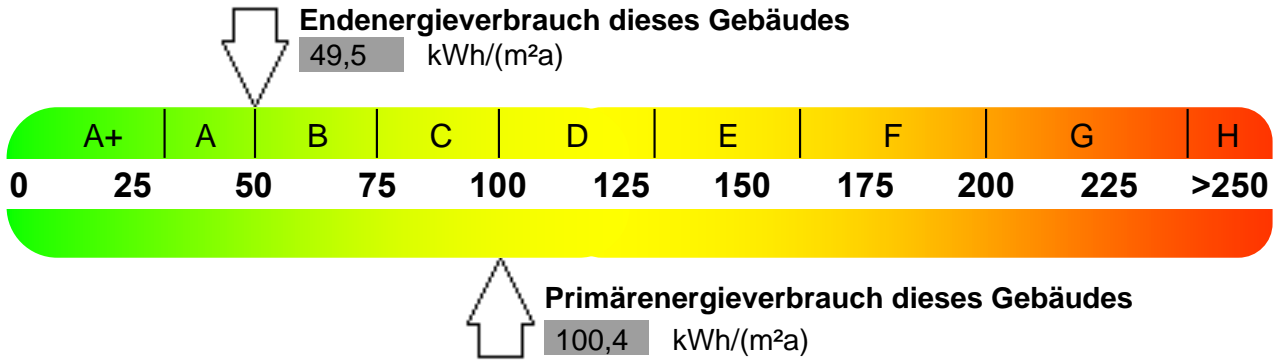 Endenergieverbrauch dieses Gebäudes
49,5 kWh/(m²a)
A+ A B C D E F G H
0 25 50 75 100 125 150 175 200 225 >250
Primärenergieverbrauch dieses Gebäudes
100,4 kWh/(m²a)